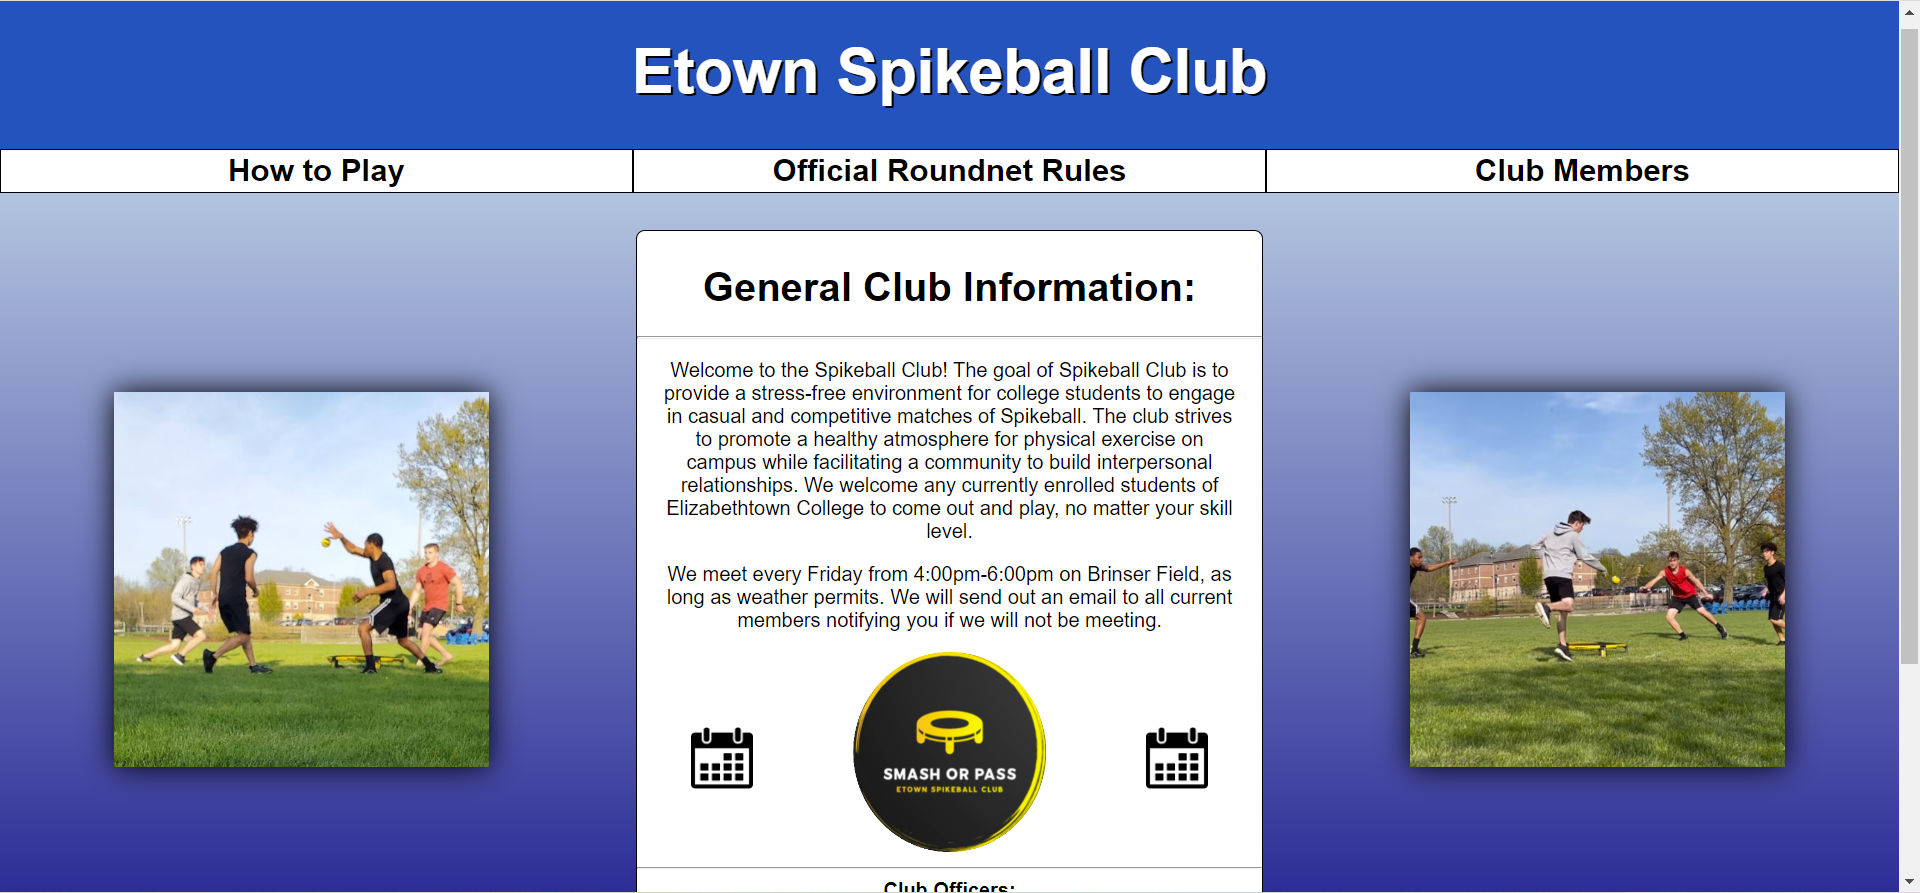 Etown Spikeball Club
How to Play
Official Roundnet Rules
Club Members
General Club Information:
Welcome to the Spikeball Club! The goal of Spikeball Club is to
provide a stress-free environment for college students to engage
in casual and competitive matches of Spikeball. The club strives
to promote a healthy atmosphere for physical exercise on
campus while facilitating a community to build interpersonal
relationships. We welcome any currently enrolled students of
Elizabethtown College to come out and play, no matter your skill
level.
We meet every Friday from 4:00pm-6:00pm on Brinser Field, as
long as weather permits. We will send out an email to all current
members notifying you if we will not be meeting.
SMASH OR PASS
ETOWN SPIKEBALL CLUB
Club Officers: